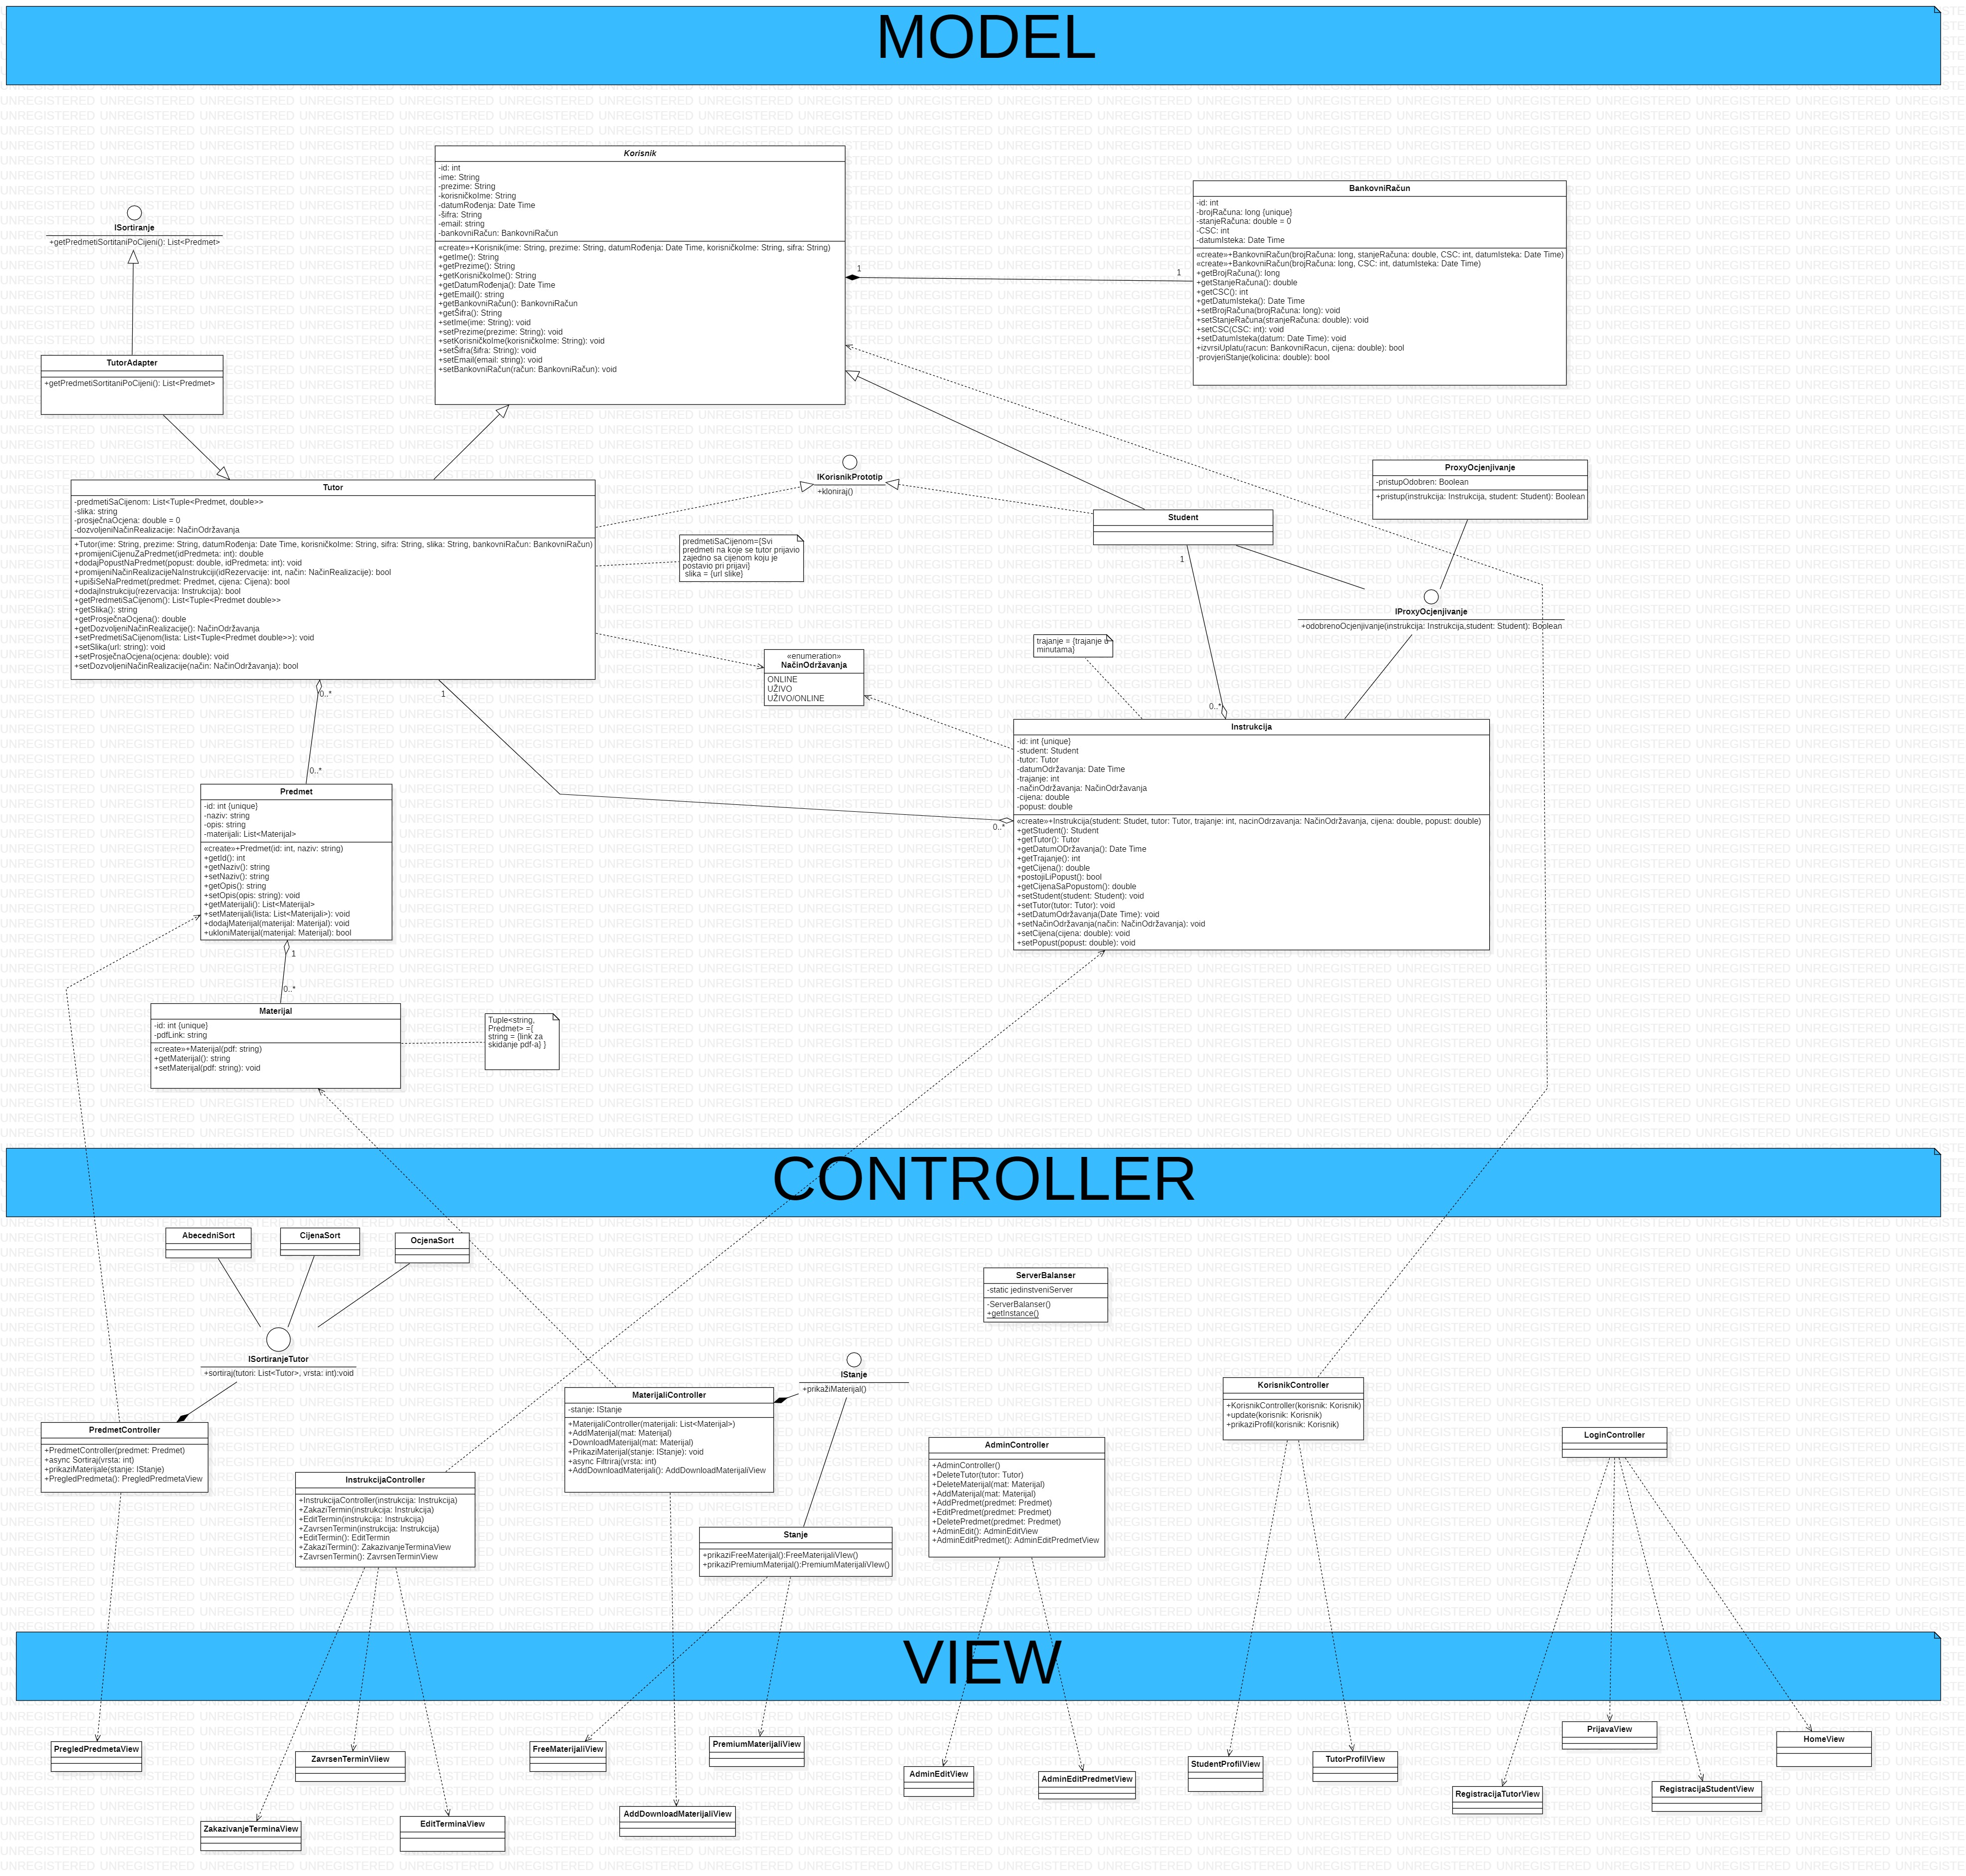 MODEL
Korisnik
-id: int
-ime: String
-prezime: String
-korisničkoIme: String
-datumRođenja: Date Time
-šifra: String
-email: string
-bankovniRačun: BankovniRačun
«create»+Korisnik(ime: String, prezime: String, datumRođenja: Date Time, korisničkoIme: String, sifra: String)
+getIme(): String
+getPrezime(): String
+getKorisničkoIme(): String
+getDatumRođenja(): Date Time
+getEmail(): string
+getBankovniRačun(): BankovniRačun
+getŠifra(): String
+setIme(ime: String): void
+setPrezime(prezime: String): void
+setKorisničkoIme(korisničkoIme: String): void
+setŠifra(šifra: String): void
+setEmail(email: string): void
+setBankovniRačun(račun: BankovniRačun): void
1
1
BankovniRačun
-id: int
-brojRačuna: long {unique}
-stanjeRačuna: double = 0
-CSC: int
-datumIsteka: Date Time
«create»+BankovniRačun(brojRačuna: long, stanjeRačuna: double, CSC: int, datumIsteka: Date Time)
«create»+BankovniRačun(brojRačuna: long, CSC: int, datumIsteka: Date Time)
+getBrojRačuna(): long
+getStanjeRačuna(): double
+getCSC(): int
+getDatumIsteka(): Date Time
+setBrojRačuna(brojRačuna: long): void
+setStanjeRačuna(stranjeRačuna: double): void
+setCSC(CSC: int): void
+setDatumIsteka(datum: Date Time): void
+izvrsiUplatu(racun: BankovniRacun, cijena: double): bool
-provjeriStanje(kolicina: double): bool
ISortiranje
+getPredmetiSortitaniPoCijeni(): List<Predmet>
TutorAdapter
+getPredmetiSortitaniPoCijeni(): List<Predmet>
IKorisnikPrototip
+kloniraj()
ProxyOcjenjivanje
-pristupOdobren: Boolean
+pristup(instrukcija: Instrukcija, student: Student): Boolean
Tutor
-predmetiSaCijenom: List<Tuple<Predmet, double>>
-slika: string
-prosječnaOcjena: double = 0
-dozvoljeniNačinRealizacije: NačinOdržavanja
+Tutor(ime: String, prezime: String, datumRođenja: Date Time, korisničkoIme: String, sifra: String, slika: String, bankovniRačun: BankovniRačun)
+promijeniCijenuZaPredmet(idPredmeta: int): double
+dodajPopustNaPredmet(popust: double, idPredmeta: int): void
+promijeniNačinRealizacijeNaInstrukciji(idRezervacije: int, način: NačinRealizacije): bool
+upišiSeNaPredmet(predmet: Predmet, cijena: Cijena): bool
+dodajInstrukciju(rezervacija: Instrukcija): bool
+getPredmetiSaCijenom(): List<Tuple<Predmet double>>
+getSlika(): string
+getProsječnaOcjena(): double
+getDozvoljeniNačinRealizacije(): NačinOdržavanja
+setPredmetiSaCijenom(lista: List<Tuple<Predmet double>>): void
+setSlika(url: string): void
+setProsječnaOcjena(ocjena: double): void
+setDozvoljeniNačinRealizacije(način: NačinOdržavanja): bool
predmetiSaCijenom={Svi
predmeti na koje se tutor prijavio
zajedno sa cijenom koju je
postavio pri prijavi}
slika = {url slike}
Student
1
IProxyOcjenjivanje
+odobrenoOcjenjivanje(instrukcija: Instrukcija,student: Student): Boolean
trajanje = {trajanje u
minutama}
«enumeration»
NačinOdržavanja
ONLINE
UŽIVO
UŽIVO/ONLINE
0..*
1
0..*
0..*
0..*
Instrukcija
-id: int {unique}
-student: Student
-tutor: Tutor
-datumOdržavanja: Date Time
-trajanje: int
-načinOdržavanja: NačinOdržavanja
-cijena: double
-popust: double
«create»+Instrukcija(student: Studet, tutor: Tutor, trajanje: int, nacinOdrzavanja: NačinOdržavanja, cijena: double, popust: double)
+getStudent(): Student
+getTutor(): Tutor
+getDatumODržavanja(): Date Time
+getTrajanje(): int
+getCijena(): double
+postojiLiPopust(): bool
+getCijenaSaPopustom(): double
+setStudent(student: Student): void
+setTutor(tutor: Tutor): void
+setDatumOdržavanja(Date Time): void
+setNačinOdržavanja(način: NačinOdržavanja): void
+setCijena(cijena: double): void
+setPopust(popust: double): void
Predmet
-id: int {unique}
-naziv: string
-opis: string
-materijali: List<Materijal>
«create»+Predmet(id: int, naziv: string)
+getId(): int
+getNaziv(): string
+setNaziv(): string
+getOpis(): string
+setOpis(opis: string): void
+getMaterijali(): List<Materijal>
+setMaterijali(lista: List<Materijali>): void
+dodajMaterijal(materijal: Materijal): void
+ukloniMaterijal(materijal: Materijal): bool
1
0..*
Materijal
-id: int {unique}
-pdfLink: string
«create»+Materijal(pdf: string)
+getMaterijal(): string
+setMaterijal(pdf: string): void
Tuple<string,
Predmet> ={
string = {link za
skidanje pdf-a} }
CONTROLLER
AbecedniSort
CijenaSort
OcjenaSort
ServerBalanser
-static jedinstveniServer
-ServerBalanser()
+getInstance()
ISortiranjeTutor
+sortiraj(tutori: List<Tutor>, vrsta: int):void
IStanje
+prikažiMaterijal()
PredmetController
+PredmetController(predmet: Predmet)
+async Sortiraj(vrsta: int)
+prikaziMaterijale(stanje: IStanje)
+PregledPredmeta(): PregledPredmetaView
InstrukcijaController
+InstrukcijaController(instrukcija: Instrukcija)
+ZakaziTermin(instrukcija: Instrukcija)
+EditTermin(instrukcija: Instrukcija)
+ZavrsenTermin(instrukcija: Instrukcija)
+EditTermin(): EditTermin
+ZakaziTermin(): ZakazivanjeTerminaView
+ZavrsenTermin(): ZavrsenTerminView
MaterijaliController
-stanje: IStanje
+MaterijaliController(materijali: List<Materijal>)
+AddMaterijal(mat: Materijal)
+DownloadMaterijal(mat: Materijal)
+PrikaziMaterijal(stanje: IStanje): void
+async Filtriraj(vrsta: int)
+AddDownloadMaterijali(): AddDownloadMaterijaliView
Stanje
+prikaziFreeMaterijal():FreeMaterijaliVIew()
+prikaziPremiumMaterijal():PremiumMaterijaliVIew()
AdminController
+AdminController()
+DeleteTutor(tutor: Tutor)
+DeleteMaterijal(mat: Materijal)
+AddMaterijal(mat: Materijal)
+AddPredmet(predmet: Predmet)
+EditPredmet(predmet: Predmet)
+DeletePredmet(predmet: Predmet)
+AdminEdit(): AdminEditView
+AdminEditPredmet(): AdminEditPredmetView
KorisnikController
+KorisnikController(korisnik: Korisnik)
+update(korisnik: Korisnik)
+prikaziProfil(korisnik: Korisnik)
LoginController
VIEW
PregledPredmetaView
ZavrsenTerminViiew
ZakazivanjeTerminaView
EditTerminaView
FreeMaterijaliView
AddDownloadMaterijaliView
PremiumMaterijaliView
AdminEditView
AdminEditPredmetView
StudentProfilView
TutorProfilView
RegistracijaTutorView
PrijavaView
RegistracijaStudentView
HomeView